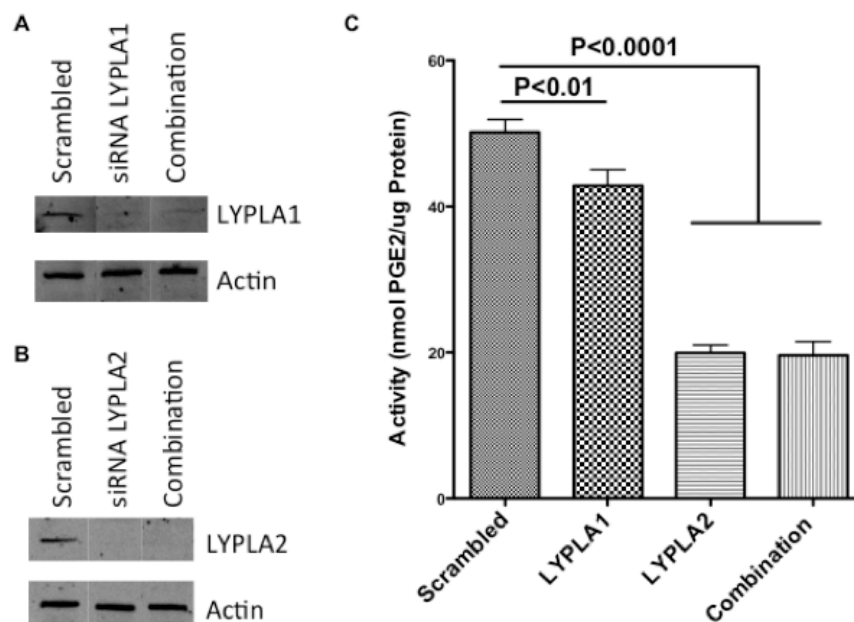 A
Scrambled
siRNA LYPLA1
Combination
LYPLA1
Actin
B
Scrambled
siRNA LYPLA2
Combination
LYPLA2
Actin
C
P<0.0001
P<0.01
Activity (nmol PGE2/ug Protein)
60
40
20
0
Scrambled
LYPLA1
LYPLA2
Combination